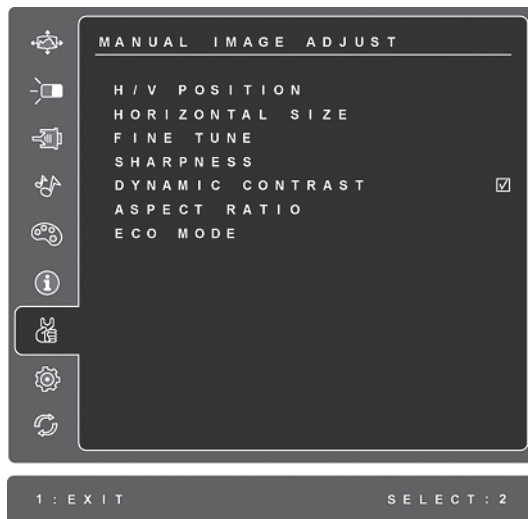 MANUAL IMAGE ADJUST
H/V POSITION
HORIZONTAL SIZE
FINE TUNE
SHARPNESS
DYNAMIC CONTRAST
ASPECT RATIO
ECO MODE
1:EXIT SELECT:2